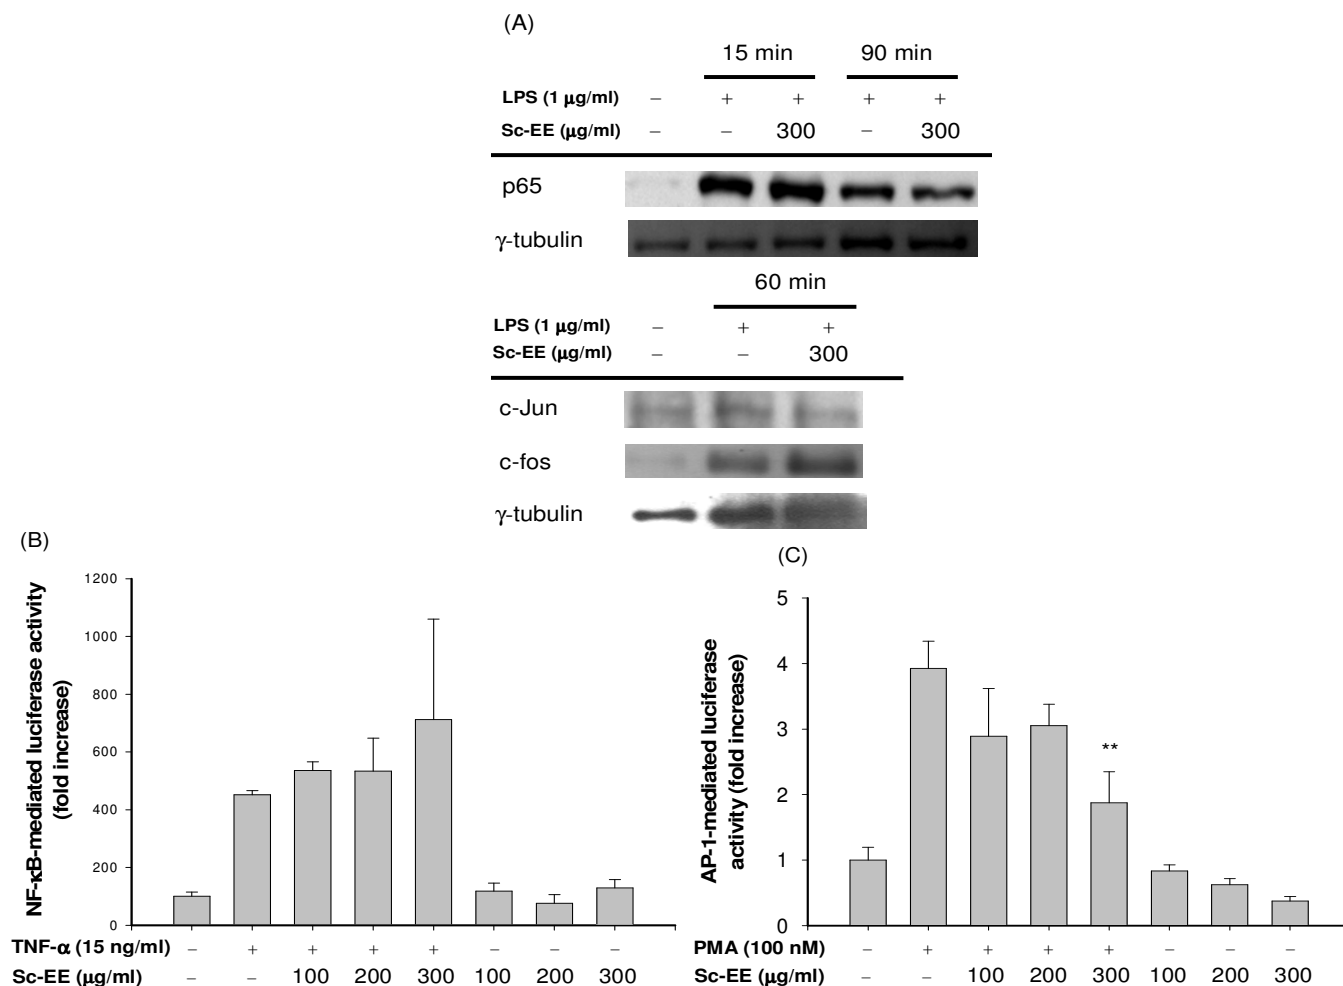 (A)
15 min 90 min
LPS (1 μg/ml) – + + + +
Sc-EE (μg/ml) – – 300 – 300
p65
γ-tubulin
60 min
LPS (1 μg/ml) – + +
Sc-EE (μg/ml) – – 300
c-Jun
c-fos
γ-tubulin
(B)
NF-κB-mediated luciferase activity
(fold increase)
1200
1000
800
600
400
200
0
TNF-α (15 ng/ml) – + + + + – – –
Sc-EE (μg/ml) – – 100 200 300 100 200 300
(C)
AP-1-mediated luciferase
activity (fold increase)
5
4
3
2
1
0
**
PMA (100 nM) – + + + + – – –
Sc-EE (μg/ml) – – 100 200 300 100 200 300